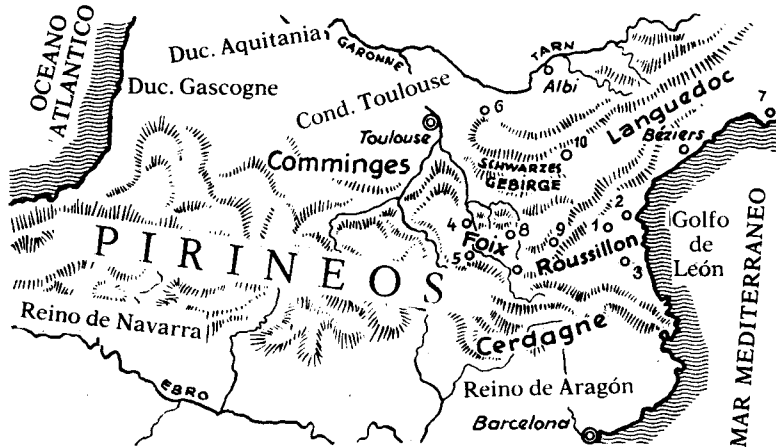 OCEANO
ATLANTICO
Duc. Aquitania
GARONNE
Duc. Gascogne
Cond. Toulouse
TARN
Albi
Languedoc
7
6
Toulouse
10
Béziers
Comminges
SCHWARZES
GEBIRGE
2
4
8
9
1
Golfo
de
León
Foix
5
Roussillon
3
PIRINEOS
Reino de Navarra
Cerdagne
MAR MEDITERRANEO
EBRO
Reino de Aragón
Barcelona